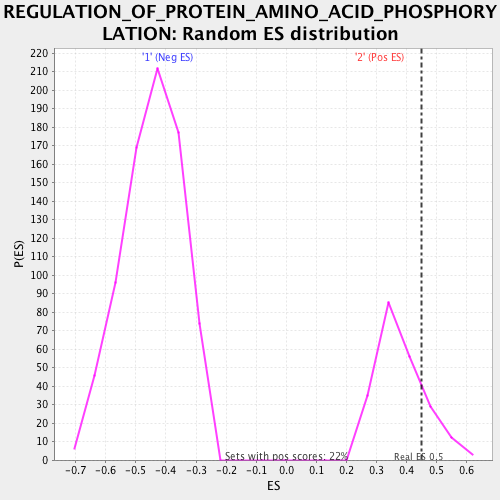 REGULATION_OF_PROTEIN_AMINO_ACID_PHOSPHORY
LATION: Random ES distribution
'1' (Neg ES)
'2' (Pos ES)
220
210
200
190
180
170
160
150
140
130
120
110
100
90
80
70
60
50
40
30
20
10
0
P(ES)
Sets with pos scores: 22%
Real ES 0.5
-0.7 -0.6 -0.5 -0.4 -0.3 -0.2 -0.1 0.0 0.1 0.2 0.3 0.4 0.5 0.6
ES